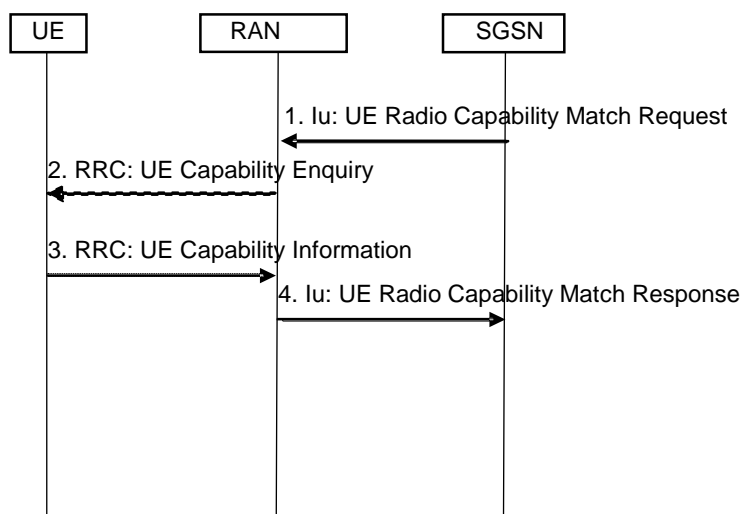 UE
RAN
SGSN
1. Iu: UE Radio Capability Match Request
2. RRC: UE Capability Enquiry
3. RRC: UE Capability Information
4. Iu: UE Radio Capability Match Response